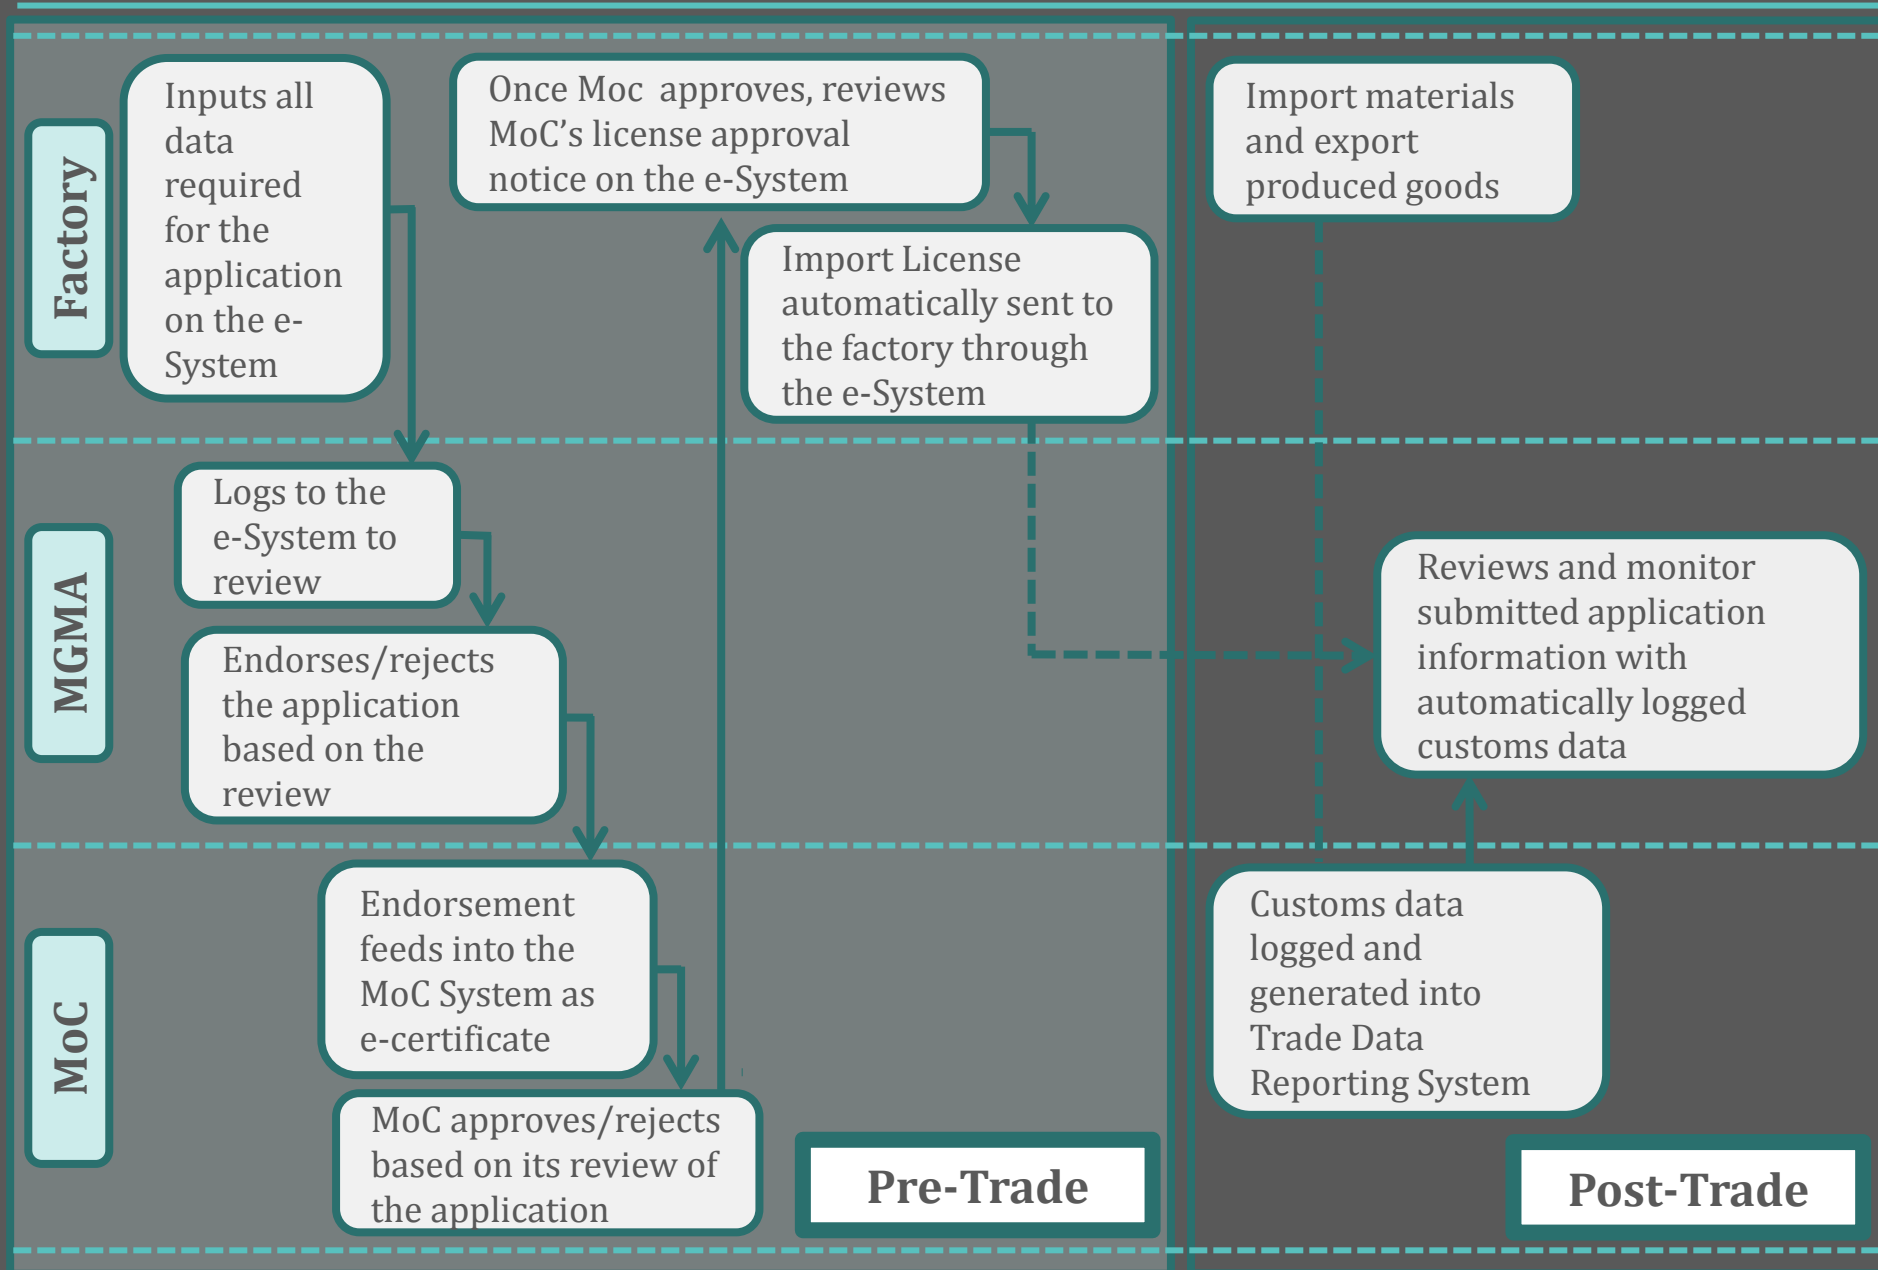 Factory
Inputs all
data
required
for the
application
on the e-
System
Once Moc  approves, reviews
MoC’s license approval
notice on the e-System
Import License
automatically sent to
the factory through
the e-System
Import materials
and export
produced goods
MGMA
Logs to the
e-System to
review
Endorses/rejects
the application
based on the
review
Reviews and monitor
submitted application
information with
automatically logged
customs data
MoC
Endorsement
feeds into the
MoC System as
e-certificate
MoC approves/rejects
based on its review of
the application
Customs data
logged and
generated into
Trade Data
Reporting System
Pre-Trade
Post-Trade